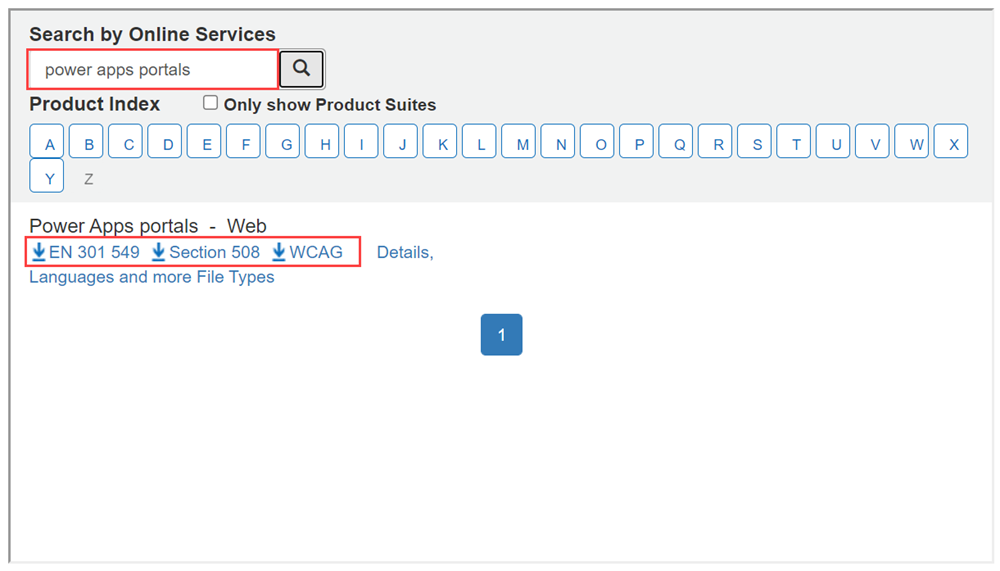 Search by Online Services
power apps portals
Product Index Only show Product Suites
A B C D E F G H I J K L M N O P Q R S T U V W X
Y Z
Power Apps portals - Web
EN 301 549 Section 508 WCAG Details,
Languages and more File Types
1